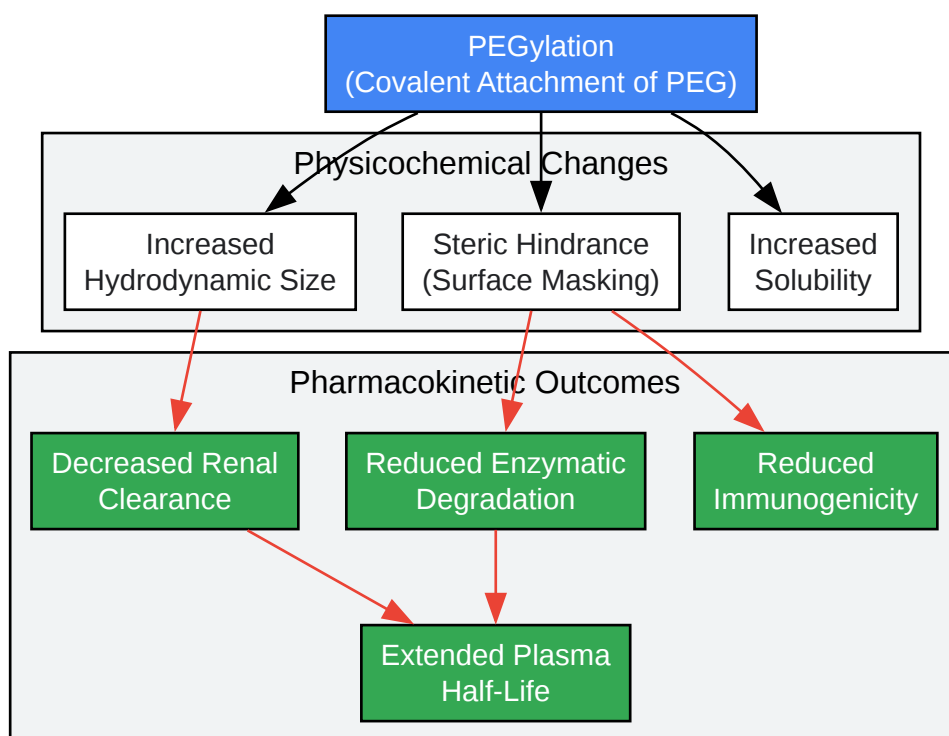 PEGylation
(Covalent Attachment of PEG)
Physicochemical Changes
Increased
Hydrodynamic Size
Steric Hindrance
(Surface Masking)
Increased
Solubility
Pharmacokinetic Outcomes
Decreased Renal
Clearance
Reduced Enzymatic
Degradation
Reduced
Immunogenicity
Extended Plasma
Half-Life